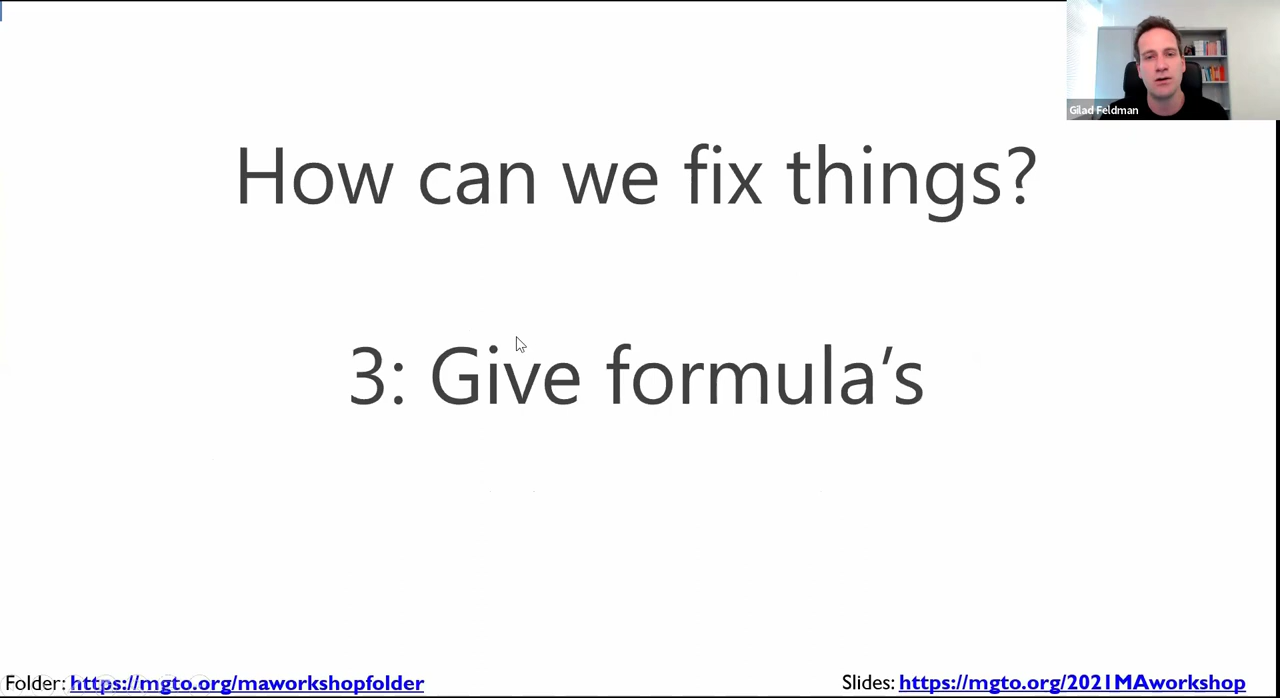 Gilad Feldman
How can we fix things?
3: Give formula’s
Folder: https://mgto.org/maworkshopfolder
Slides: https://mgto.org/2021MAworkshop